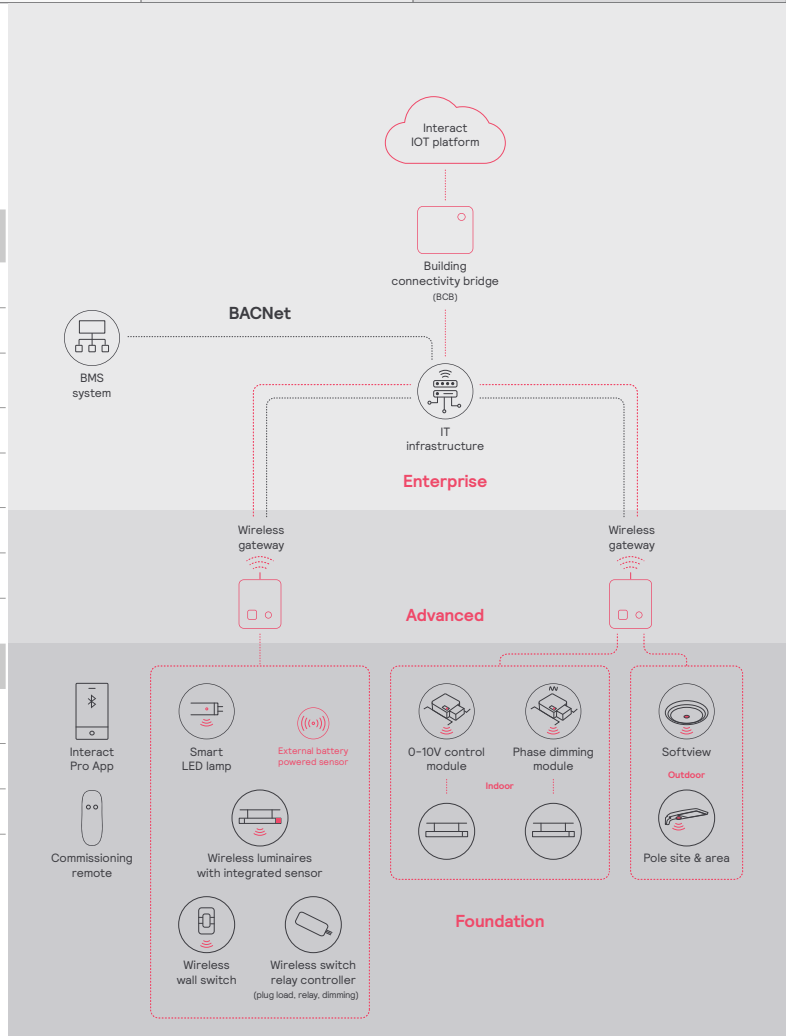 Interact
IOT platform
Building
connectivity bridge
(BCB)
BACNet
BMS
system
IT
infrastructure
Enterprise
Wireless
gateway
Wireless
gateway
Advanced
Interact
Pro App
Smart
LED lamp
External battery
powered sensor
0-10V control
module
Phase dimming
module
Indoor
Softview
Outdoor
Commissioning
remote
Wireless luminaires
with integrated sensor
Pole site & area
Foundation
Wireless
wall switch
Wireless switch
relay controller
(plug load, relay, dimming)